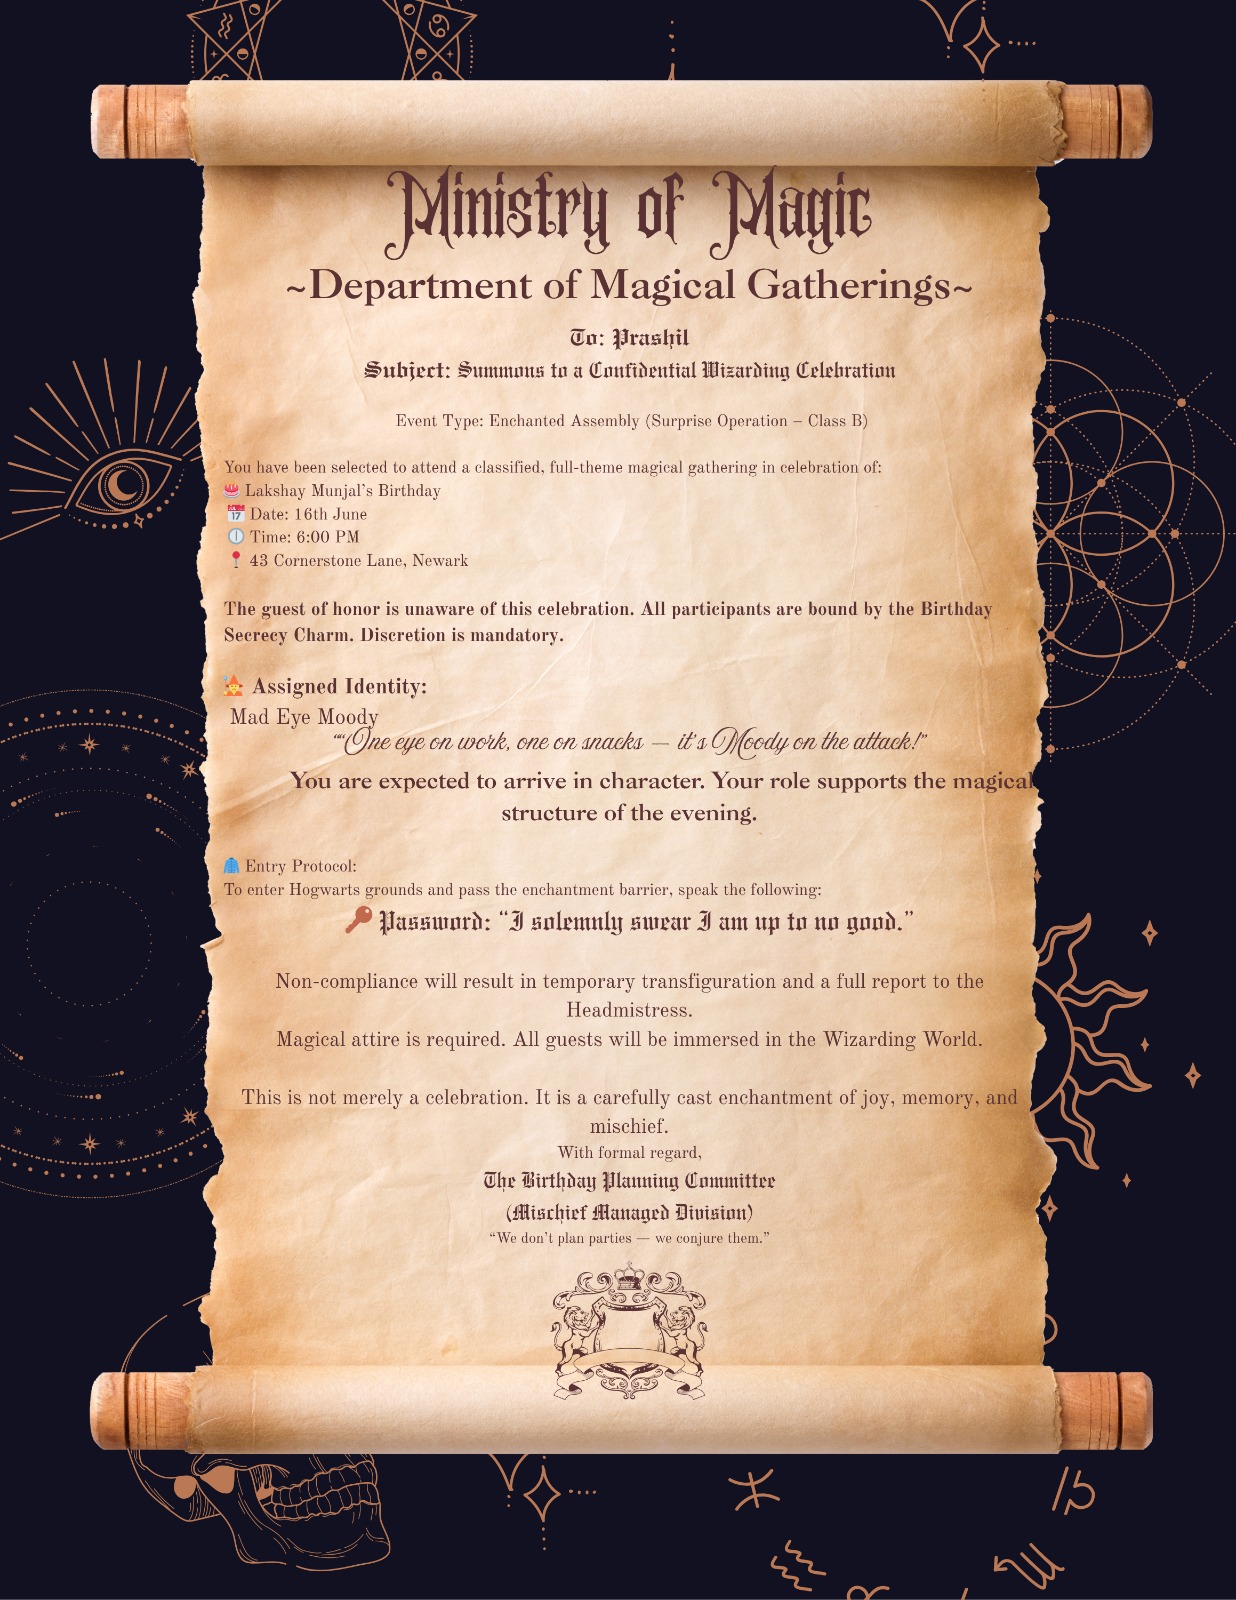 Ministry of Magic
~Department of Magical Gatherings~
To: Prashil
Subject: Summons to a Confidential Wizarding Celebration
Event Type: Enchanted Assembly (Surprise Operation – Class B)
You have been selected to attend a classified, full-theme magical gathering in celebration of:
🎂 Lakshay Munjal’s Birthday
📅 Date: 16th June
🕕 Time: 6:00 PM
📍 43 Cornerstone Lane, Newark
The guest of honor is unaware of this celebration. All participants are bound by the Birthday
Secrecy Charm. Discretion is mandatory.
🧙 Assigned Identity:
Mad Eye Moody
““One eye on work, one on snacks — it’s Moody on the attack!”
You are expected to arrive in character. Your role supports the magical
structure of the evening.
🧥 Entry Protocol:
To enter Hogwarts grounds and pass the enchantment barrier, speak the following:
🔑 Password: “I solemnly swear I am up to no good.”
Non-compliance will result in temporary transfiguration and a full report to the
Headmistress.
Magical attire is required. All guests will be immersed in the Wizarding World.
This is not merely a celebration. It is a carefully cast enchantment of joy, memory, and
mischief.
With formal regard,
The Birthday Planning Committee
(Mischief Managed Division)
“We don’t plan parties — we conjure them.”